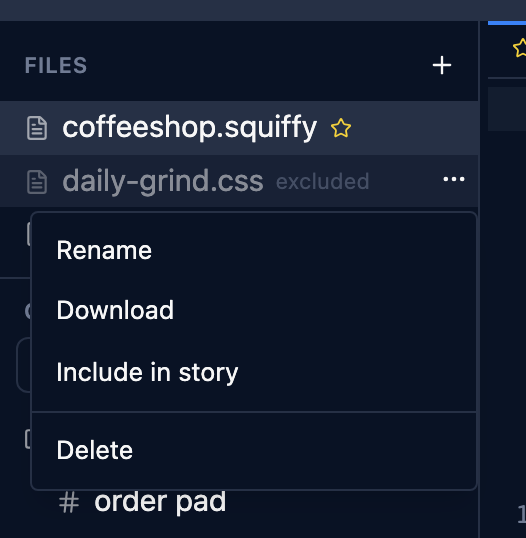 FILES
coffeeshop.squiffy
daily-grind.css excluded
Rename
Download
Include in story
Delete
# order pad